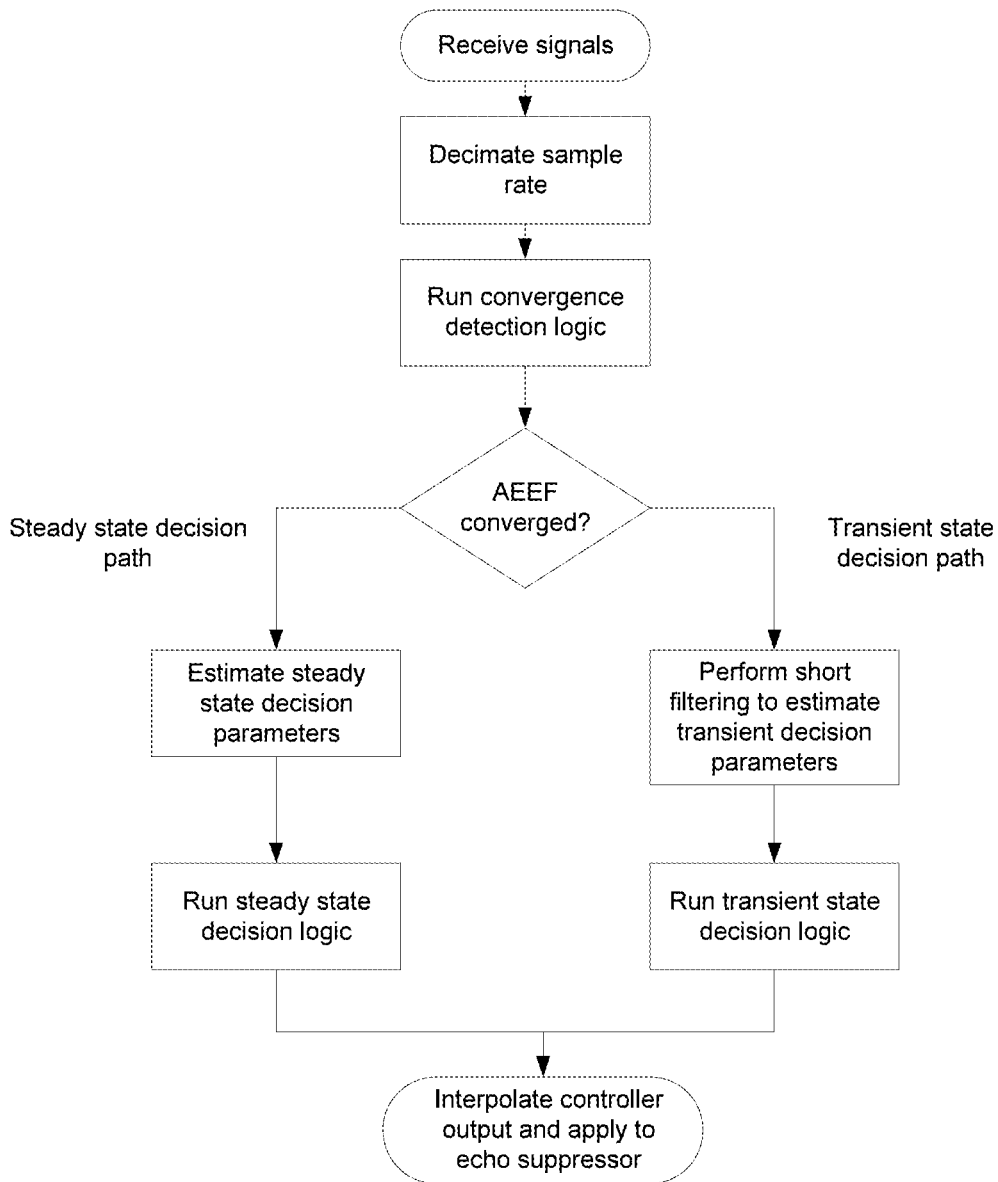 Receive signals
Decimate sample
rate
Run convergence
detection logic
AEEF
converged?
Steady state decision
path
Transient state
decision path
Estimate steady
state decision
parameters
Perform short
filtering to estimate
transient decision
parameters
Run steady state
decision logic
Run transient state
decision logic
Interpolate controller
output and apply to
echo suppressor